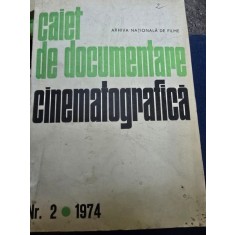 caiet
ARHIVA NAȚIONALĂ DE FILME
de documentare
cinematografică
Nr. 2 • 1974